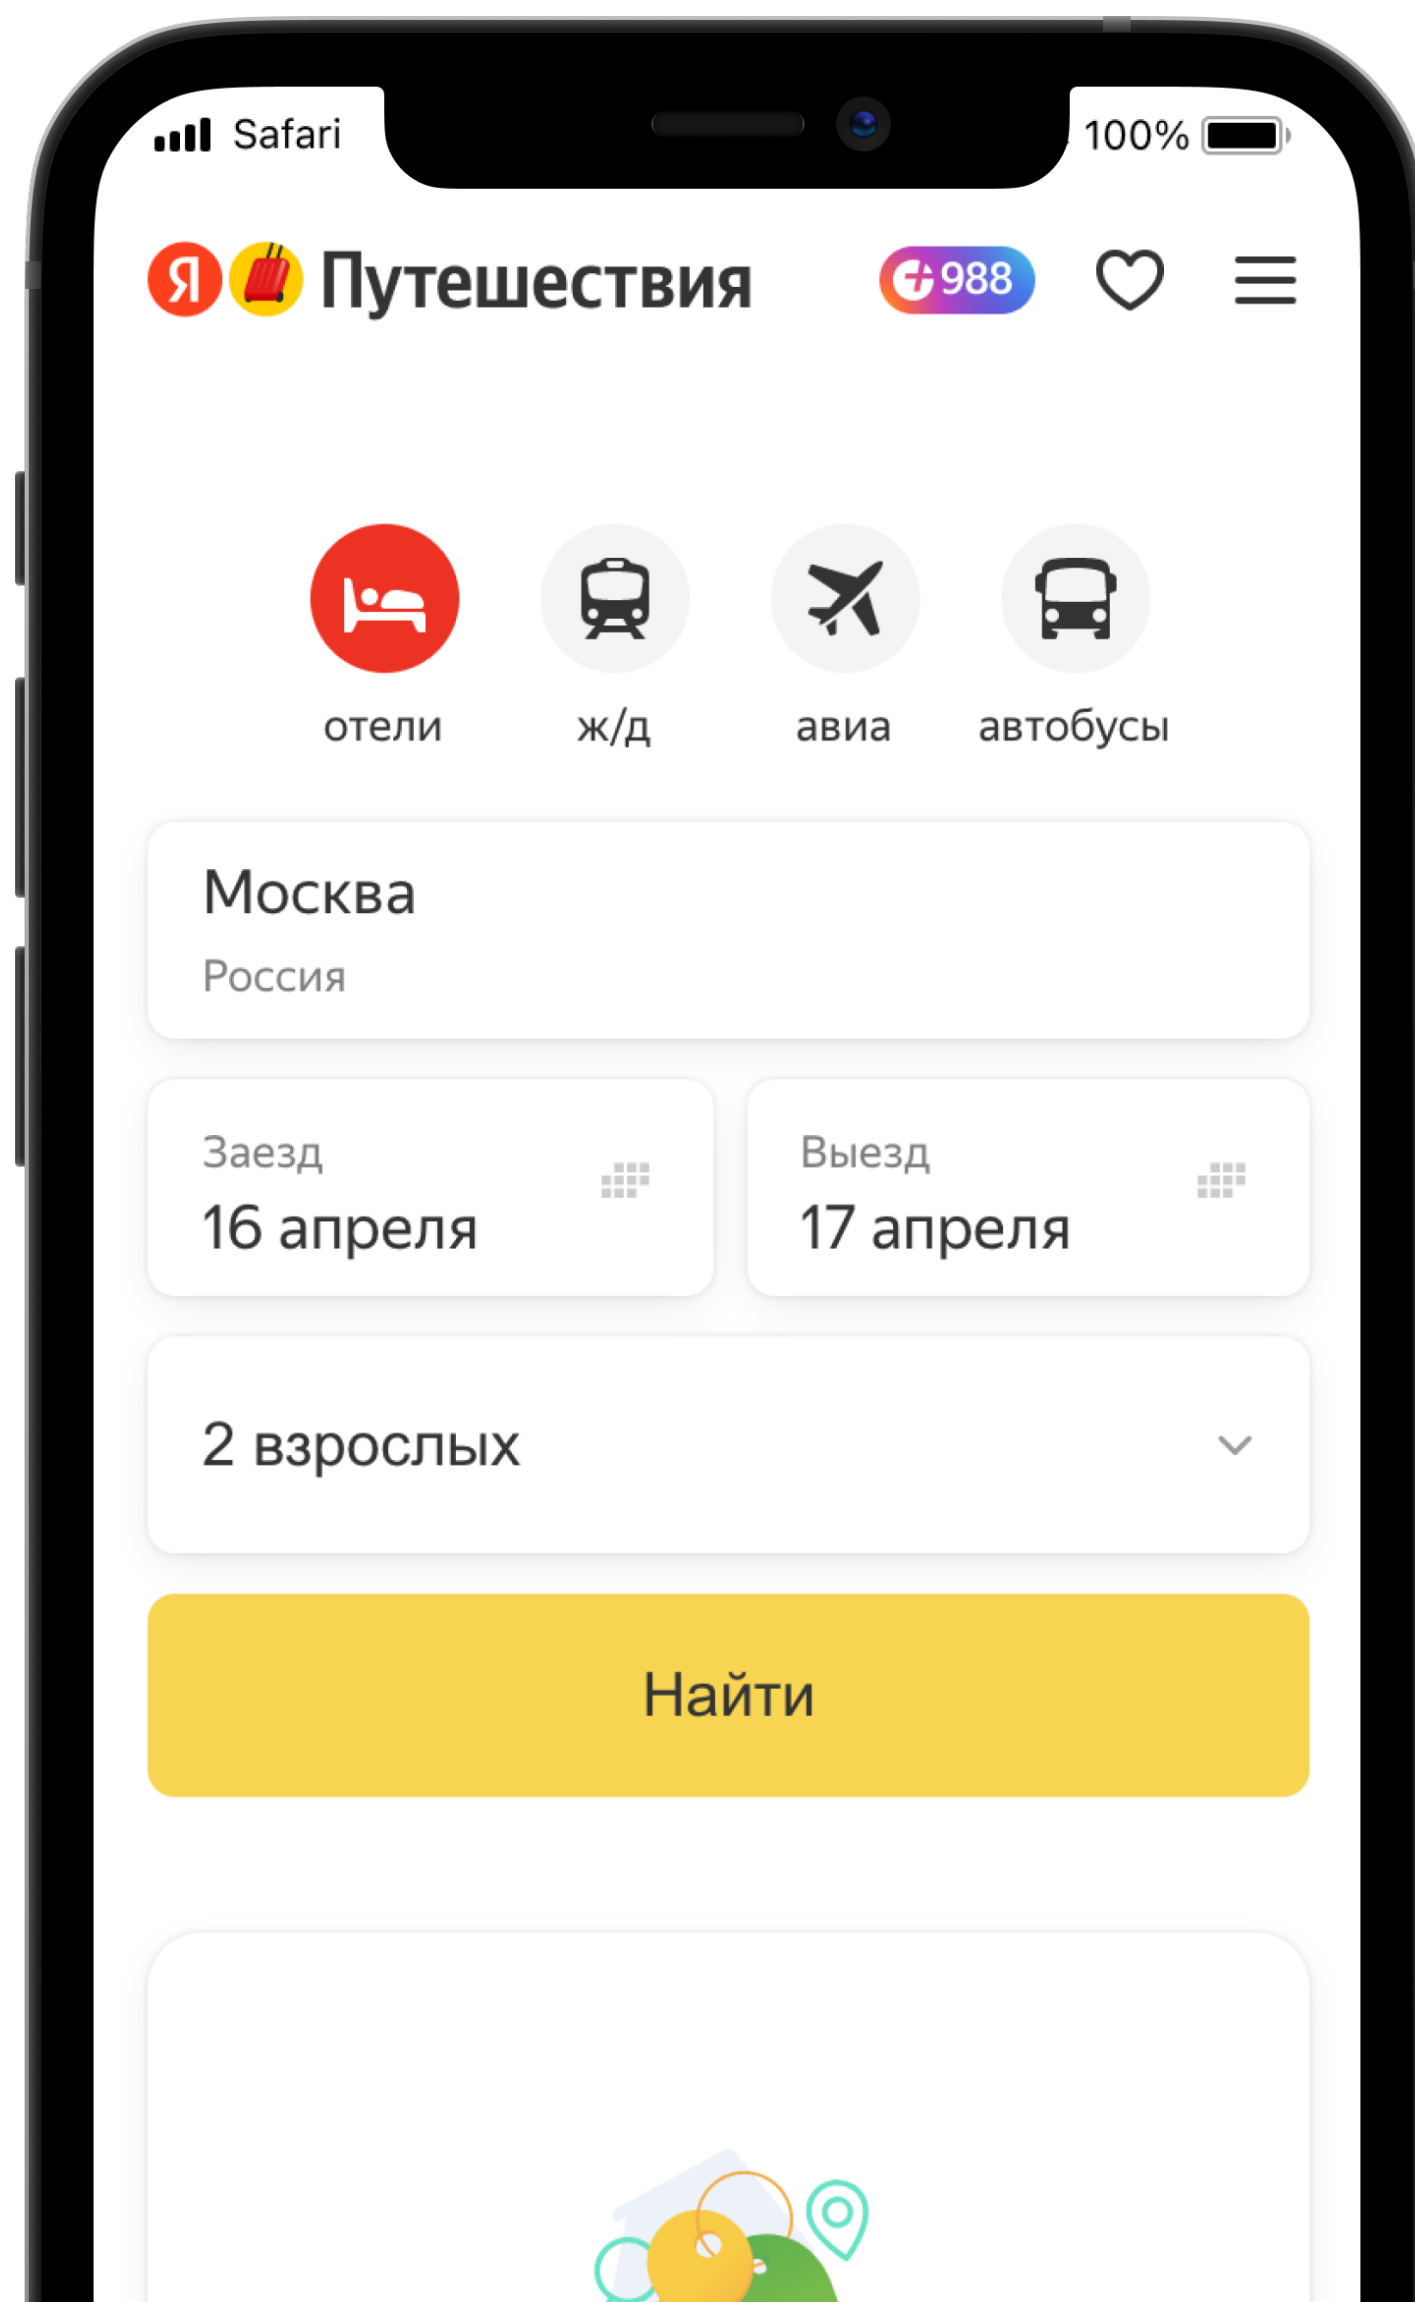 Safari 100%
Я Путешествия 988
отели ж/д авиа автобусы
Москва
Россия
Заезд Выезд
16 апреля 17 апреля
2 взрослых
Найти